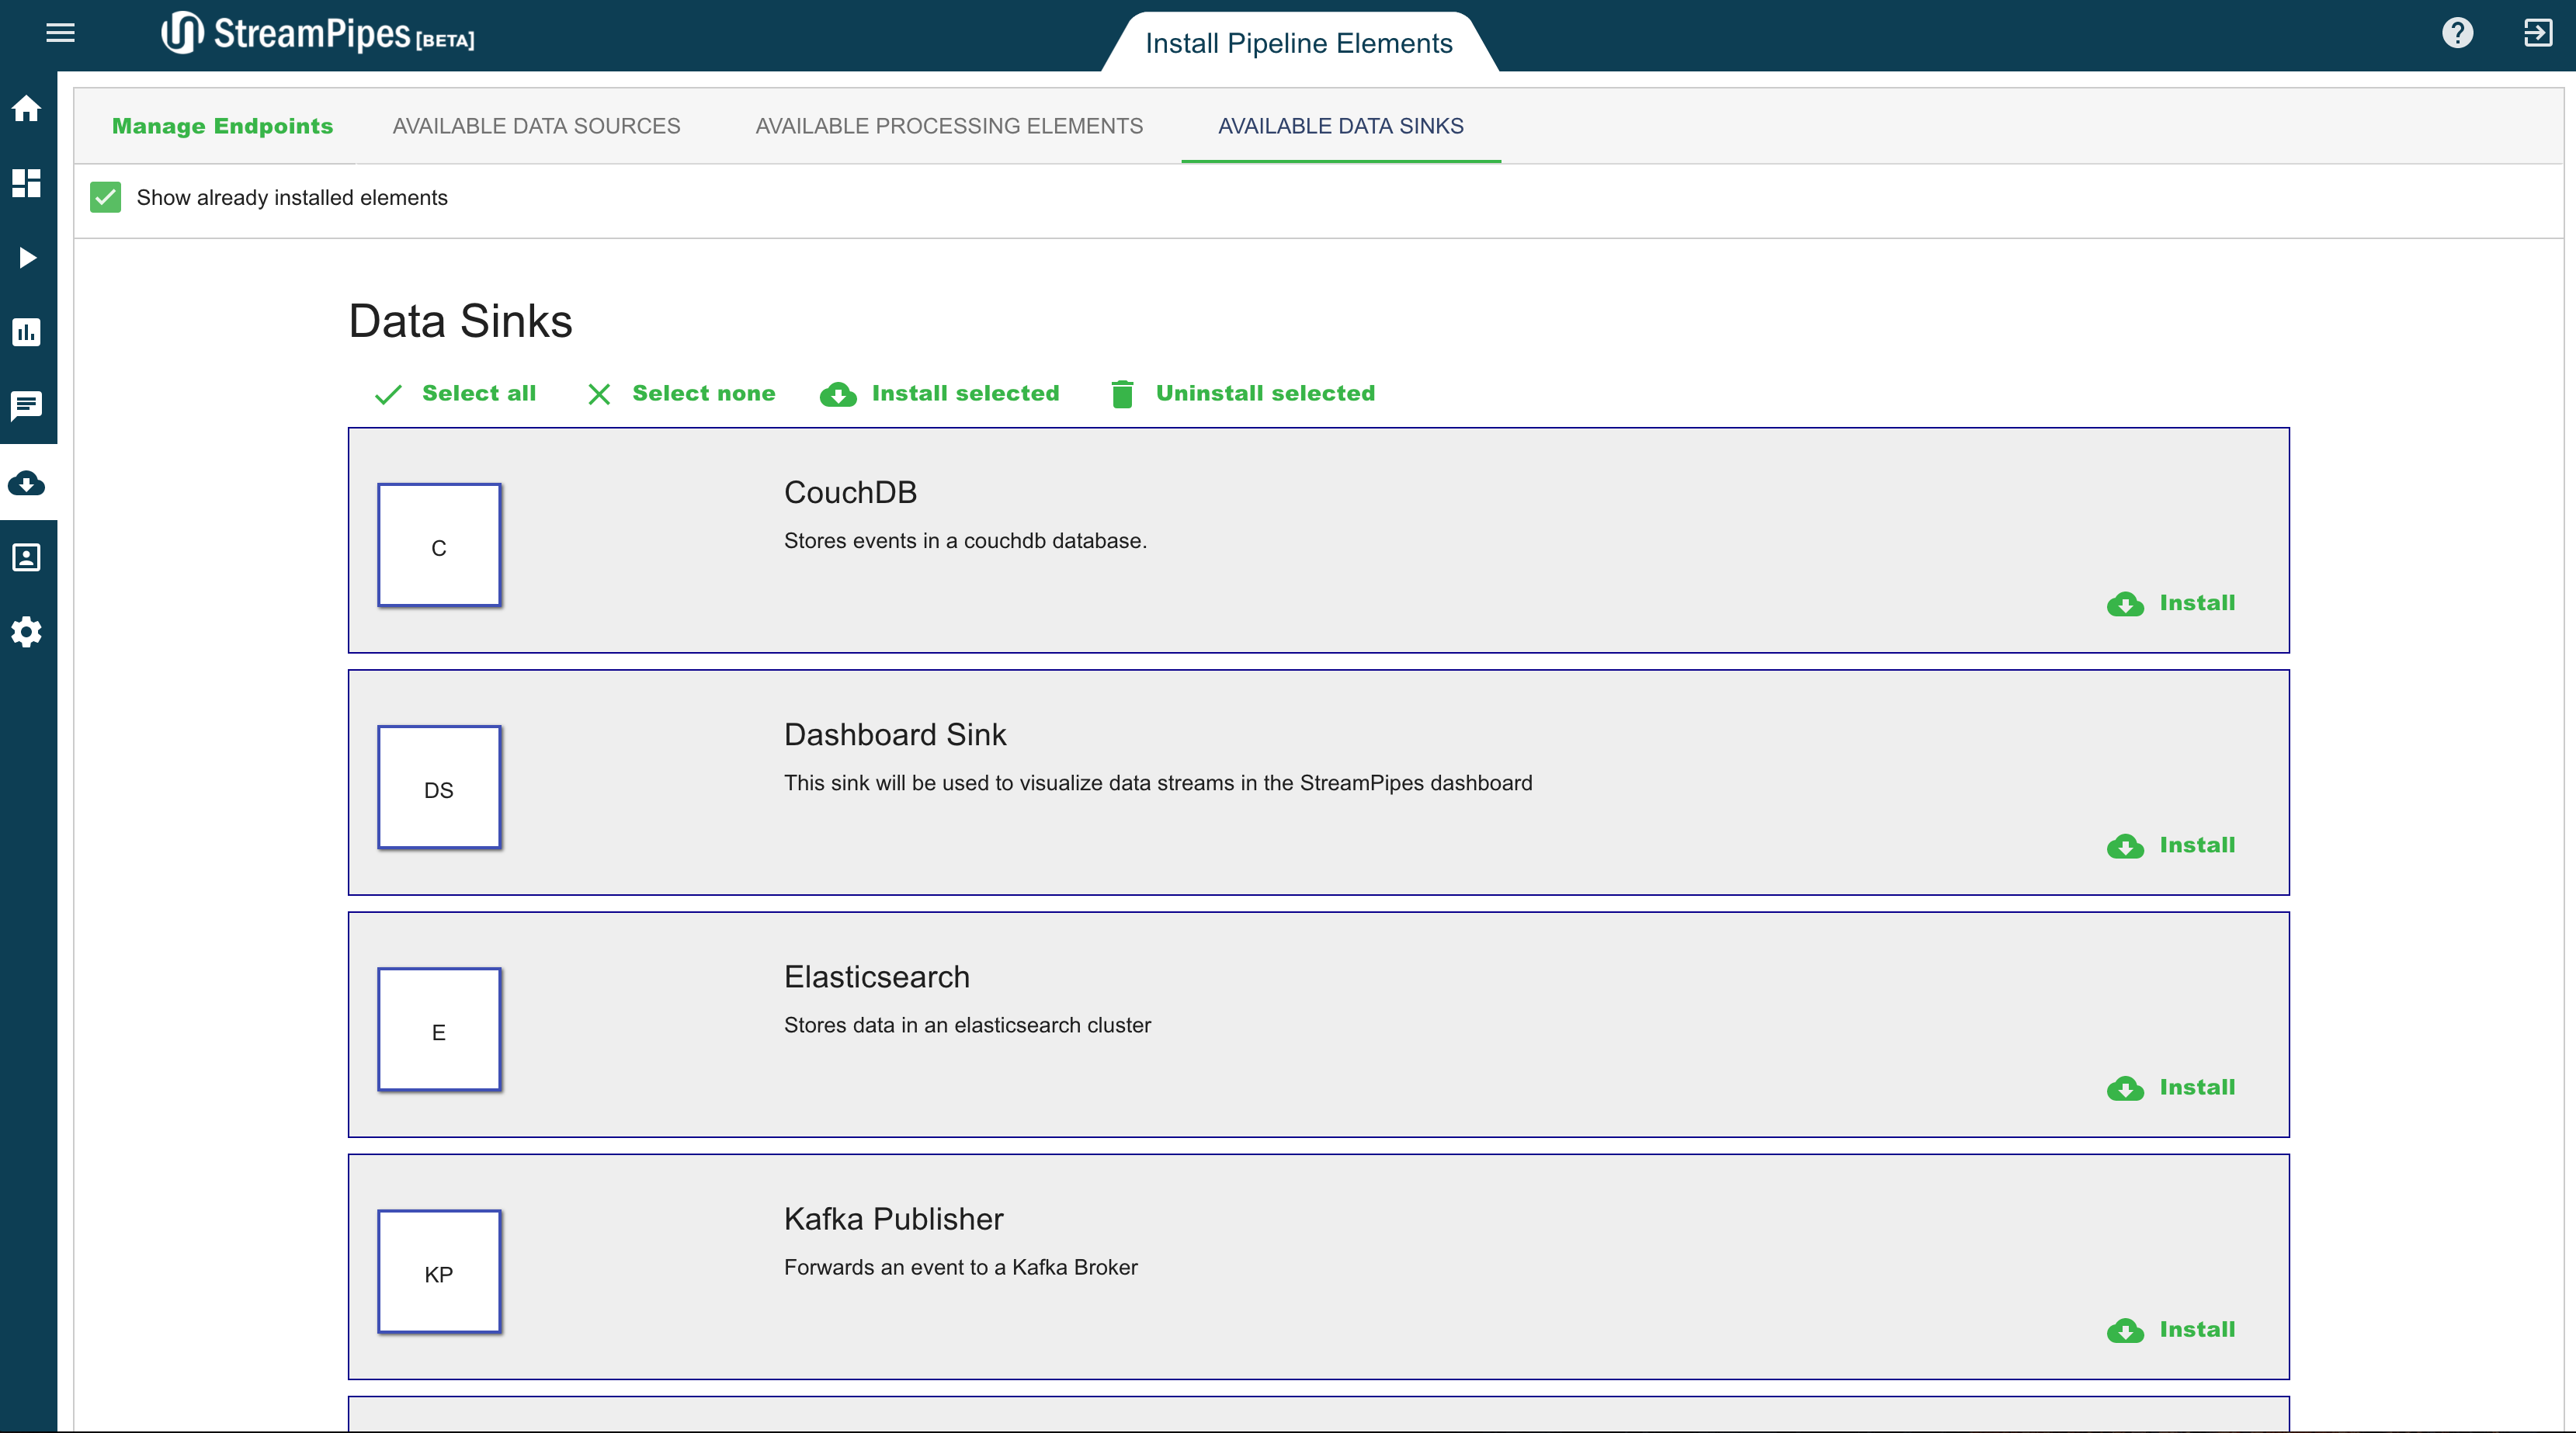 StreamPipes [BETA]
Install Pipeline Elements
Manage Endpoints
AVAILABLE DATA SOURCES
AVAILABLE PROCESSING ELEMENTS
AVAILABLE DATA SINKS
Show already installed elements
Data Sinks
Select all
Select none
Install selected
Uninstall selected
C
CouchDB
Stores events in a couchdb database.
Install
DS
Dashboard Sink
This sink will be used to visualize data streams in the StreamPipes dashboard
Install
E
Elasticsearch
Stores data in an elasticsearch cluster
Install
KP
Kafka Publisher
Forwards an event to a Kafka Broker
Install